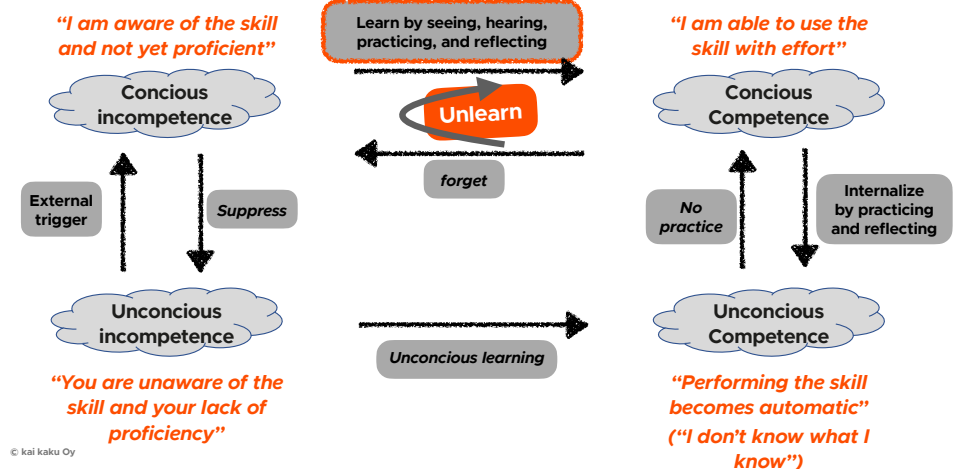 “I am aware of the skill
and not yet proficient”
Learn by seeing, hearing,
practicing, and reflecting
“I am able to use the
skill with effort”
Concious
incompetence
Unlearn
Concious
Competence
forget
External
trigger
Suppress
No
practice
Internalize
by practicing
and reflecting
Unconcious
incompetence
Unconcious learning
Unconcious
Competence
“You are unaware of the
skill and your lack of
proficiency”
“Performing the skill
becomes automatic”
(“I don’t know what I
know”)
© kai kaku Oy